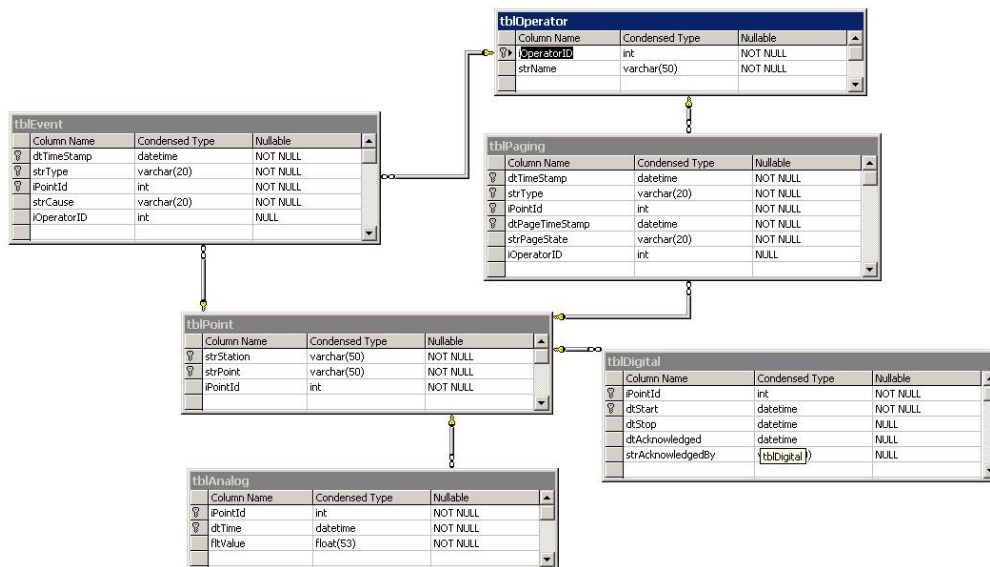 tblOperator
Column Name Condensed Type Nullable
iOperatorID int NOT NULL
strName varchar(50) NOT NULL
tblEvent
Column Name Condensed Type Nullable
dtTimeStamp datetime NOT NULL
strType varchar(20) NOT NULL
iPointId int NOT NULL
strCause varchar(20) NOT NULL
iOperatorID int NULL
tblPaging
Column Name Condensed Type Nullable
dtTimeStamp datetime NOT NULL
strType varchar(20) NOT NULL
iPointId int NOT NULL
dtPageTimeStamp datetime NOT NULL
strPageState varchar(20) NOT NULL
iOperatorID int NULL
tblPoint
Column Name Condensed Type Nullable
strStation varchar(50) NOT NULL
strPoint varchar(50) NOT NULL
iPointId int NOT NULL
tblDigital
Column Name Condensed Type Nullable
iPointId int NOT NULL
dtStart datetime NOT NULL
dtStop datetime NULL
dtAcknowledged datetime NULL
strAcknowledgedBy tblDigital NULL
tblAnalog
Column Name Condensed Type Nullable
iPointId int NOT NULL
dtTime datetime NOT NULL
fltValue float(53) NOT NULL